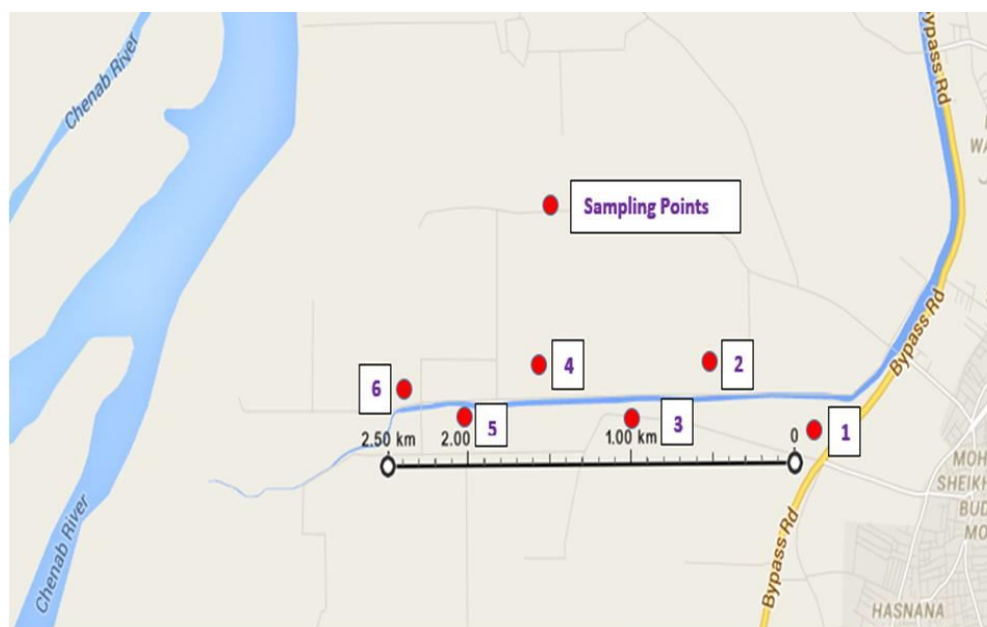 Chenab River
Bypass Rd
WA
Sampling Points
Bypass Rd
2
4
6
5
3
1
2.50 km
2.00
1.00 km
0
MOH
SHEIKH
BUD
MO
Chenab River
Bypass Rd
HASNANA